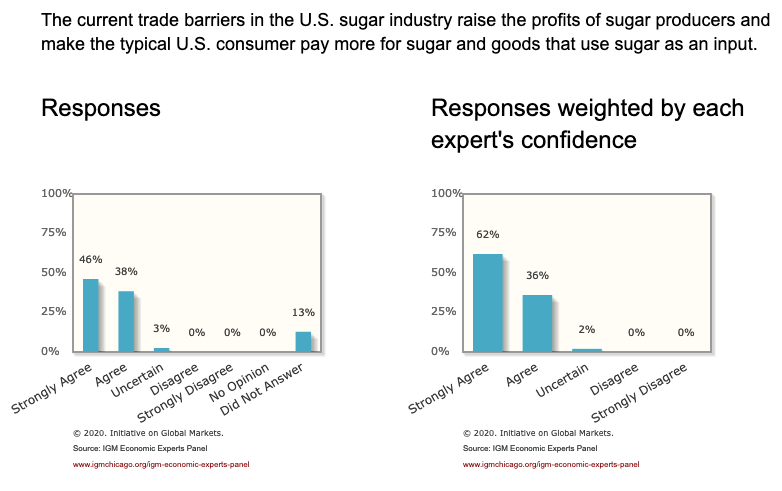 The current trade barriers in the U.S. sugar industry raise the profits of sugar producers and
make the typical U.S. consumer pay more for sugar and goods that use sugar as an input.
Responses
100%
75%
50%
25%
0%
46%
38%
3%
0%
0%
0%
13%
Strongly Agree
Agree
Uncertain
Disagree
Strongly Disagree
No Opinion
Did Not Answer
© 2020. Initiative on Global Markets.
Source: IGM Economic Experts Panel
www.igmchicago.org/igm-economic-experts-panel
Responses weighted by each
expert's confidence
100%
75%
50%
25%
0%
62%
36%
2%
0%
0%
Strongly Agree
Agree
Uncertain
Disagree
Strongly Disagree
© 2020. Initiative on Global Markets.
Source: IGM Economic Experts Panel
www.igmchicago.org/igm-economic-experts-panel